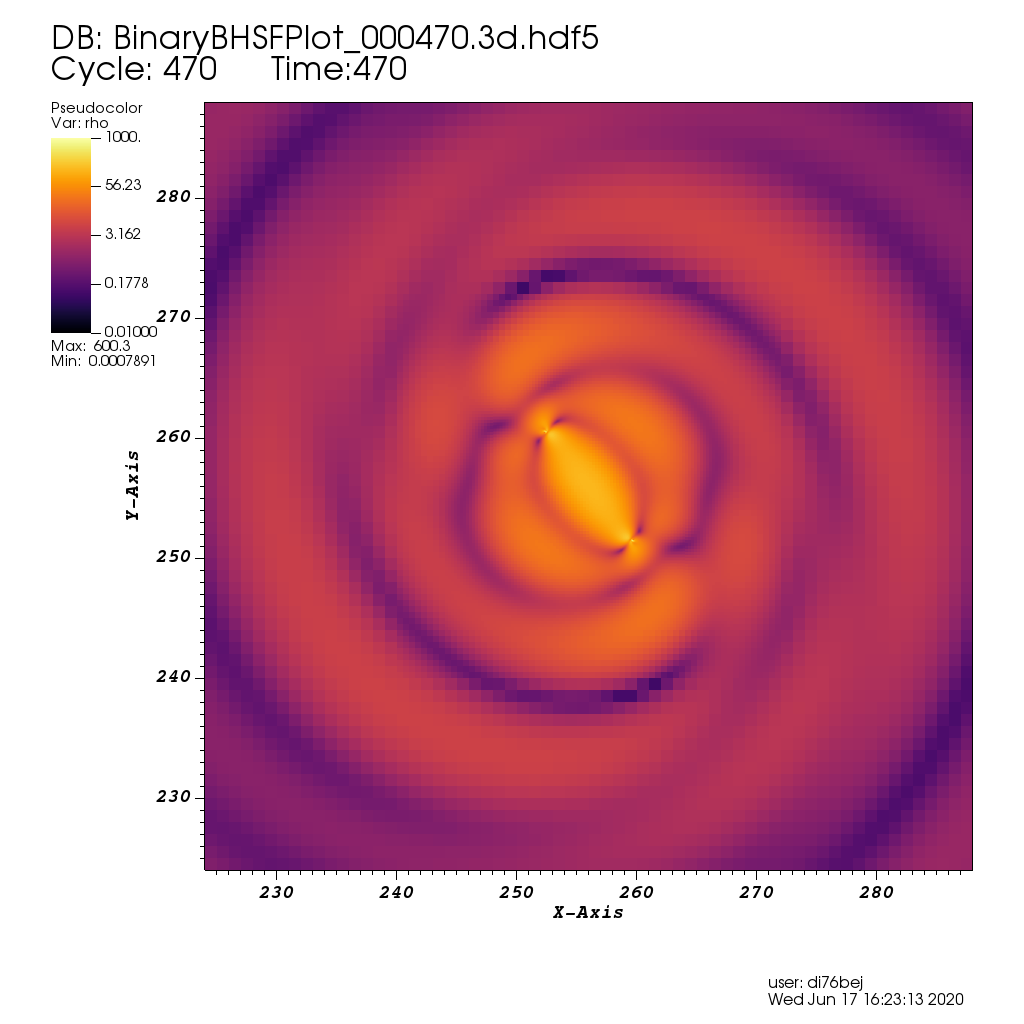 DB: BinaryBHSFPlot_000470.3d.hdf5
Cycle: 470 Time:470
Pseudocolor
Var: rho
1000.
56.23
3.162
0.1778
0.01000
Max: 600.3
Min: 0.0007891
280
270
260
250
240
230
Y-Axis
230 240 250 260 270 280
X-Axis
user: di76bej
Wed Jun 17 16:23:13 2020